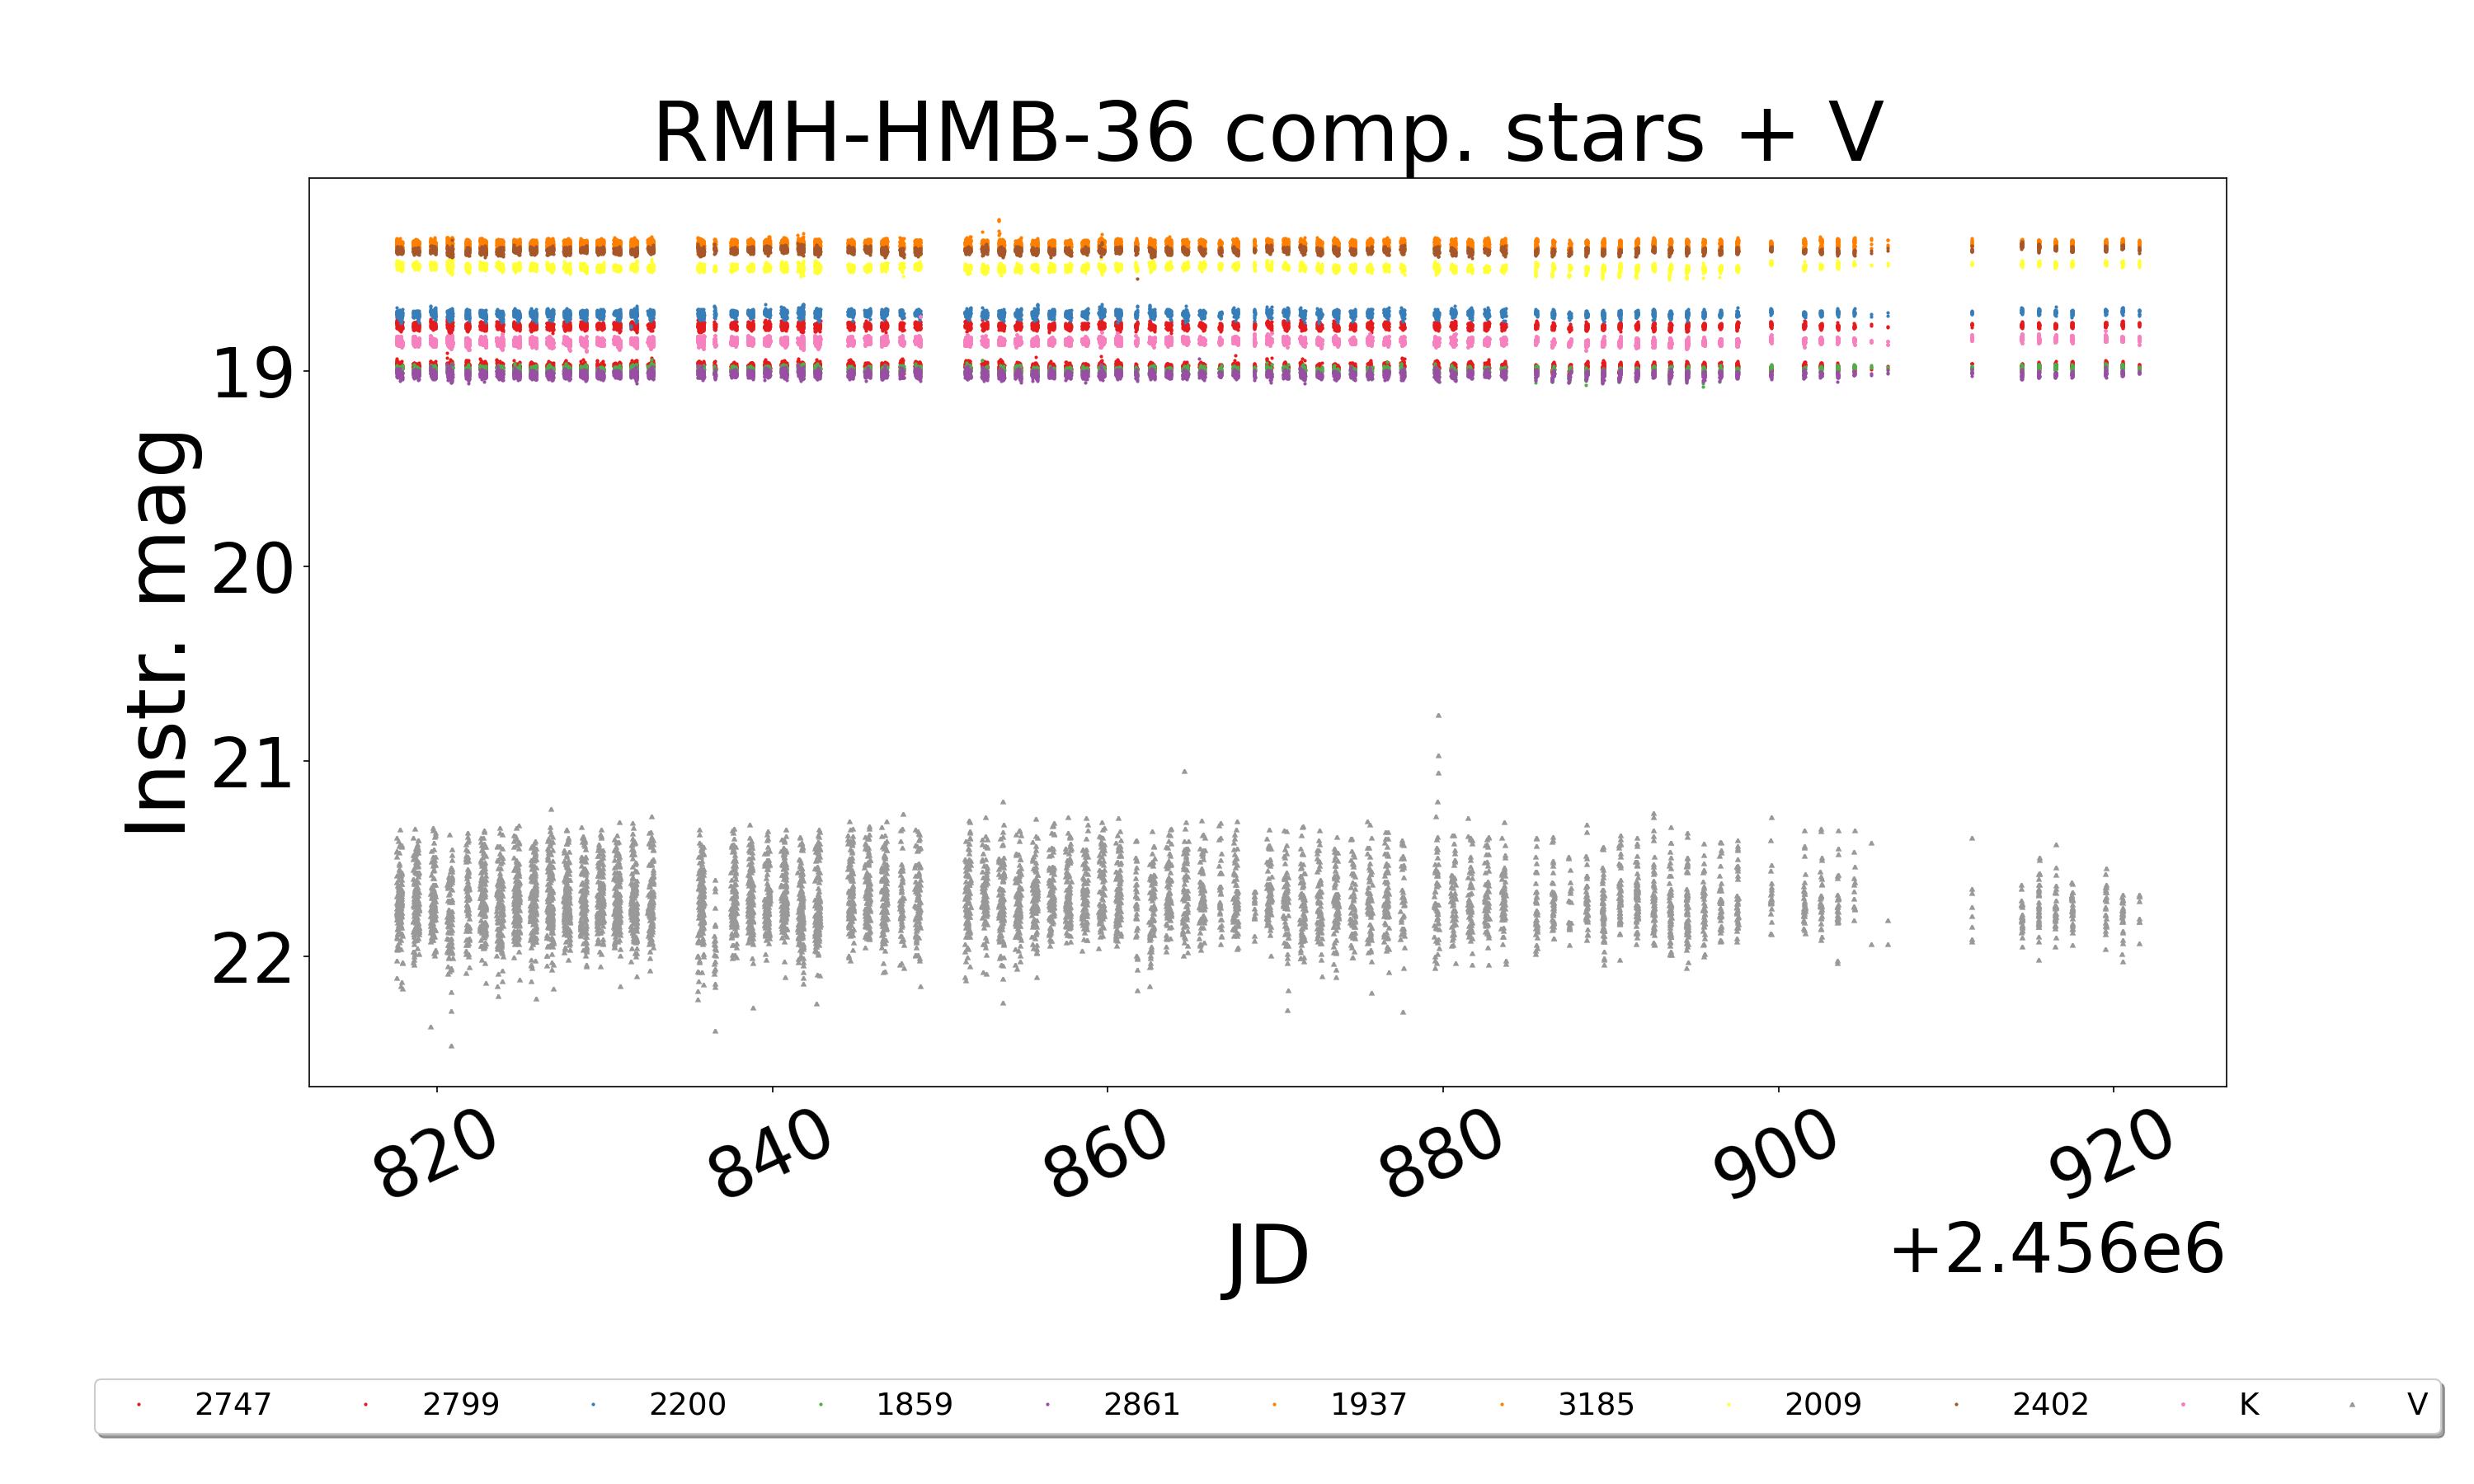 RMH-HMB-36 comp. stars + V
Instr. mag
19
20
21
22
820 840 860 880 900 920
JD
+2.456e6
2747 2799 2200 1859 2861 1937 3185 2009 2402 K V